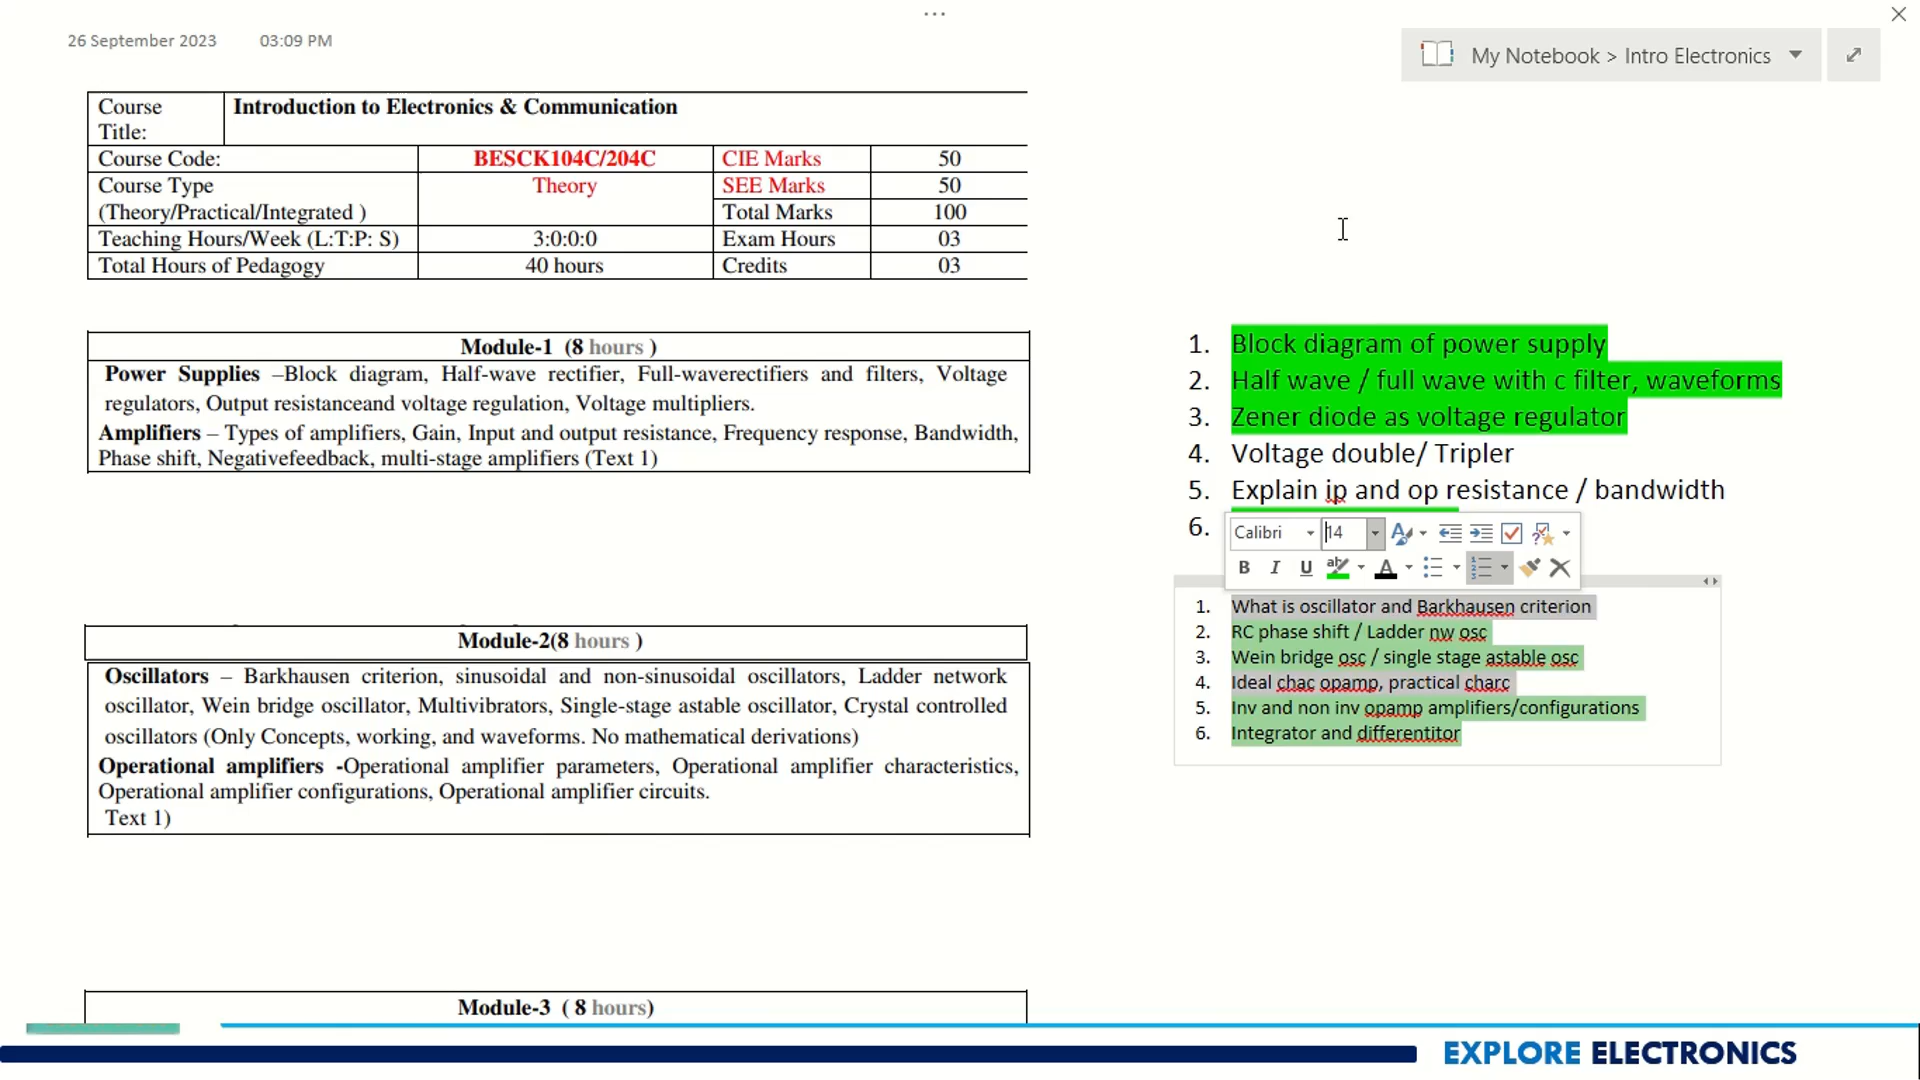 26 September 2023 03:09 PM
My Notebook > Intro Electronics
Course Title: Introduction to Electronics & Communication
Course Code: BESCK104C/204C CIE Marks 50
Course Type (Theory/Practical/Integrated ) Theory SEE Marks 50
Total Marks 100
Teaching Hours/Week (L:T:P: S) 3:0:0:0 Exam Hours 03
Total Hours of Pedagogy 40 hours Credits 03
Module-1 (8 hours )
Power Supplies –Block diagram, Half-wave rectifier, Full-waverectifiers and filters, Voltage
regulators, Output resistanceand voltage regulation, Voltage multipliers.
Amplifiers – Types of amplifiers, Gain, Input and output resistance, Frequency response, Bandwidth,
Phase shift, Negativefeedback, multi-stage amplifiers (Text 1)
1. Block diagram of power supply
2. Half wave / full wave with c filter, waveforms
3. Zener diode as voltage regulator
4. Voltage double/ Tripler
5. Explain ip and op resistance / bandwidth
6.
Calibri 14
B I U ab A
Module-2(8 hours )
Oscillators – Barkhausen criterion, sinusoidal and non-sinusoidal oscillators, Ladder network
oscillator, Wein bridge oscillator, Multivibrators, Single-stage astable oscillator, Crystal controlled
oscillators (Only Concepts, working, and waveforms. No mathematical derivations)
Operational amplifiers -Operational amplifier parameters, Operational amplifier characteristics,
Operational amplifier configurations, Operational amplifier circuits.
Text 1)
1. What is oscillator and Barkhausen criterion
2. RC phase shift / Ladder nw osc
3. Wein bridge osc / single stage astable osc
4. Ideal chac opamp, practical charc
5. Inv and non inv opamp amplifiers/configurations
6. Integrator and differentitor
Module-3 ( 8 hours)
EXPLORE ELECTRONICS